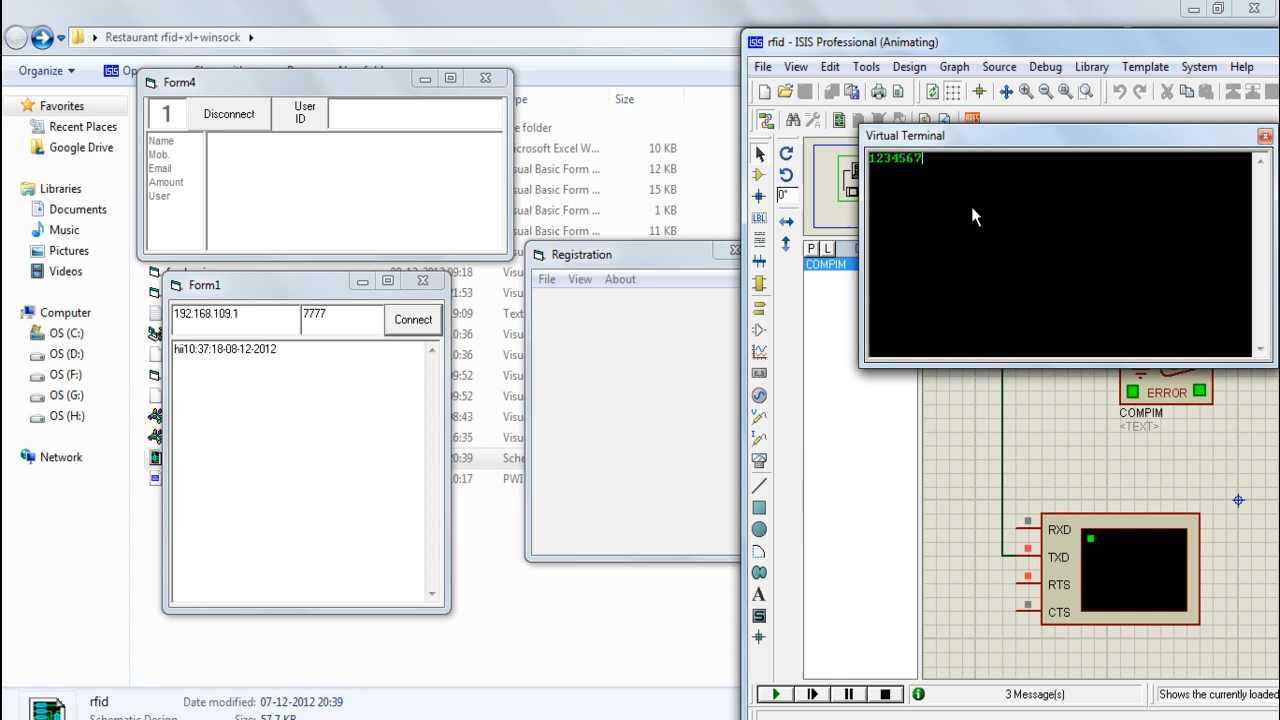 Restaurant rfid+xl+winsock
Organize
Favorites
Recent Places
Google Drive
Libraries
Documents
Music
Pictures
Videos
Computer
OS (C:)
OS (D:)
OS (F:)
OS (G:)
OS (H:)
Network
Size
e folder
icrosoft Excel W... 10 KB
sual Basic Form ... 12 KB
sual Basic Form ... 15 KB
sual Basic Form ... 1 KB
sual Basic Form ... 11 KB
Form4
1
Disconnect
User
ID
Name
Mob.
Email
Amount
User
Form1
192.168.109.1
7777
Connect
hii10:37:18-08-12-2012
Registration
File View About
rfid
Date modified: 07-12-2012 20:39
Size: 57.7 KB
rfid - ISIS Professional (Animating)
File View Edit Tools Design Graph Source Debug Library Template System Help
Virtual Terminal
1234567
0°
LBL
P L
COMPIM
ERROR
COMPIM
<TEXT>
RXD
TXD
RTS
CTS
A
3 Message(s)
Shows the currently loaded